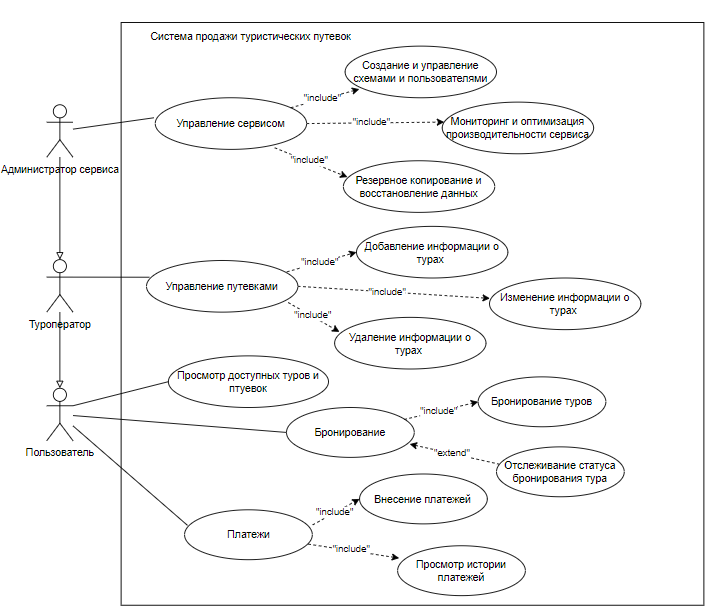 Система продажи туристических путевок
Создание и управление
схемами и пользователями
"include"
Управление сервисом
"include"
Мониторинг и оптимизация
производительности сервиса
"include"
Резервное копирование и
восстановление данных
Администратор сервиса
Добавление информации о
турах
"include"
Управление путевками
"include"
Изменение информации о
турах
"include"
Удаление информации о
турах
Туроператор
Просмотр доступных туров и
птуевок
Бронирование туров
"include"
Бронирование
"extend"
Отслеживание статуса
бронирования тура
Пользователь
Внесение платежей
"include"
Платежи
"include"
Просмотр истории
платежей